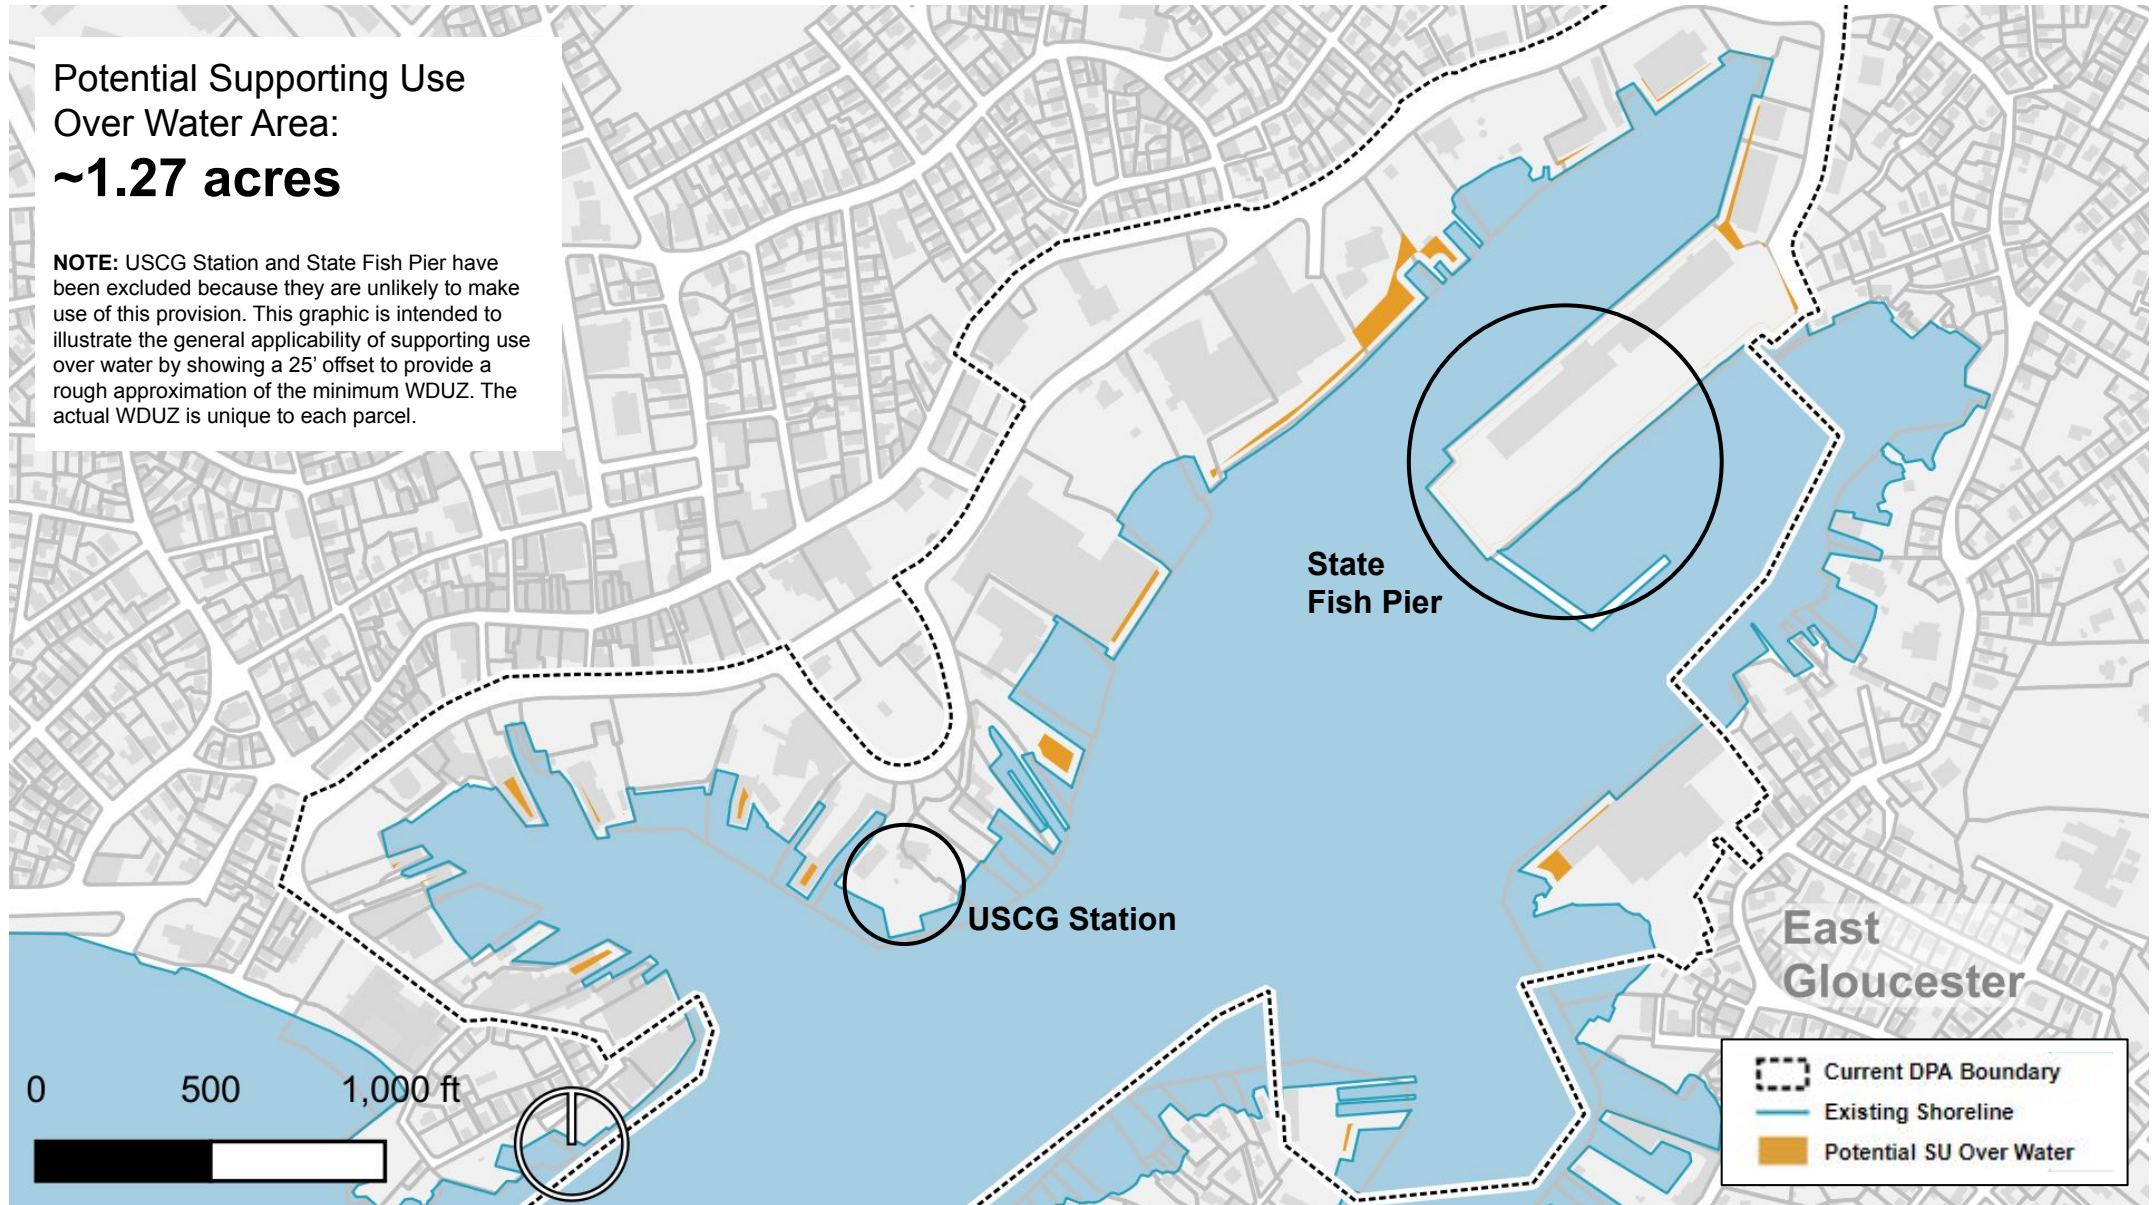 Potential Supporting Use
Over Water Area:
~1.27 acres
NOTE: USCG Station and State Fish Pier have
been excluded because they are unlikely to make
use of this provision. This graphic is intended to
illustrate the general applicability of supporting use
over water by showing a 25’ offset to provide a
rough approximation of the minimum WDUZ. The
actual WDUZ is unique to each parcel.
State
Fish Pier
USCG Station
East
Gloucester
0 500 1,000 ft
Current DPA Boundary
Existing Shoreline
Potential SU Over Water